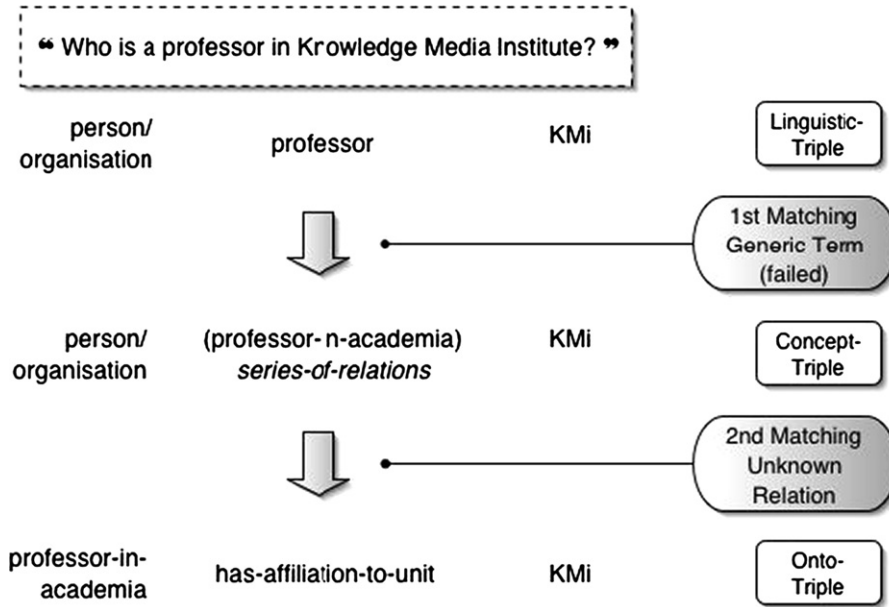 ❝ Who is a professor in Knowledge Media Institute? ❞
person/
organisation
professor
KMi
Linguistic-
Triple
1st Matching
Generic Term
(failed)
person/
organisation
(professor- n-academia)
series-of-relations
KMi
Concept-
Triple
2nd Matching
Unknown
Relation
professor-in-
academia
has-affiliation-to-unit
KMi
Onto-
Triple